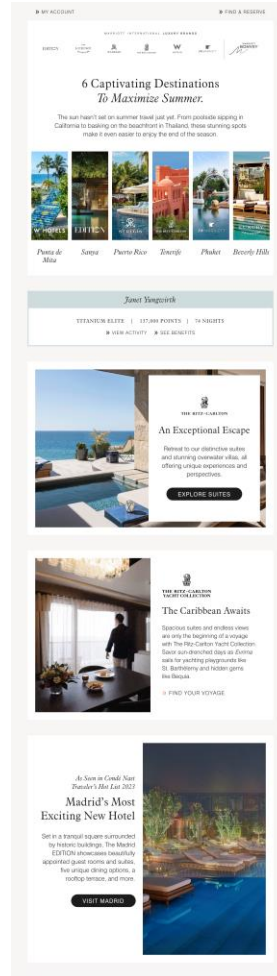 MY ACCOUNT
FIND & RESERVE
MARRIOTT INTERNATIONAL LUXURY BRANDS
EDITION
6 Captivating Destinations
To Maximize Summer.
The sun hasn't set on summer travel just yet. From poolside sipping in
California to basking on the beachfront in Thailand, these stunning spots
make it even easier to enjoy the end of the season.
W HOTELS
EDITION
ST REGIS
Punta de
Mita
Sanya
Puerto Rico
Tenerife
Phuket
Beverly Hills
Janet Yungwirth
TITANIUM ELITE | 137,000 POINTS | 74 NIGHTS
VIEW ACTIVITY
SEE BENEFITS
THE RITZ-CARLTON
An Exceptional Escape
Retreat to our distinctive suites
and stunning overwater villas, all
offering unique experiences and
perspectives.
EXPLORE SUITES
THE RITZ-CARLTON
YACHT COLLECTION
The Caribbean Awaits
Spacious suites and endless views
are only the beginning of a voyage
with The Ritz-Carlton Yacht Collection.
Savor sun-drenched days as Evrima
sails for yachting playgrounds like
St. Barthélemy and hidden gems
like Bequia.
FIND YOUR VOYAGE
As Seen in Condé Nast
Traveler's Hot List 2023
Madrid's Most
Exciting New Hotel
Set in a tranquil square surrounded
by historic buildings, The Madrid
EDITION showcases beautifully
appointed guest rooms and suites,
five unique dining options, a
rooftop terrace, and more.
VISIT MADRID